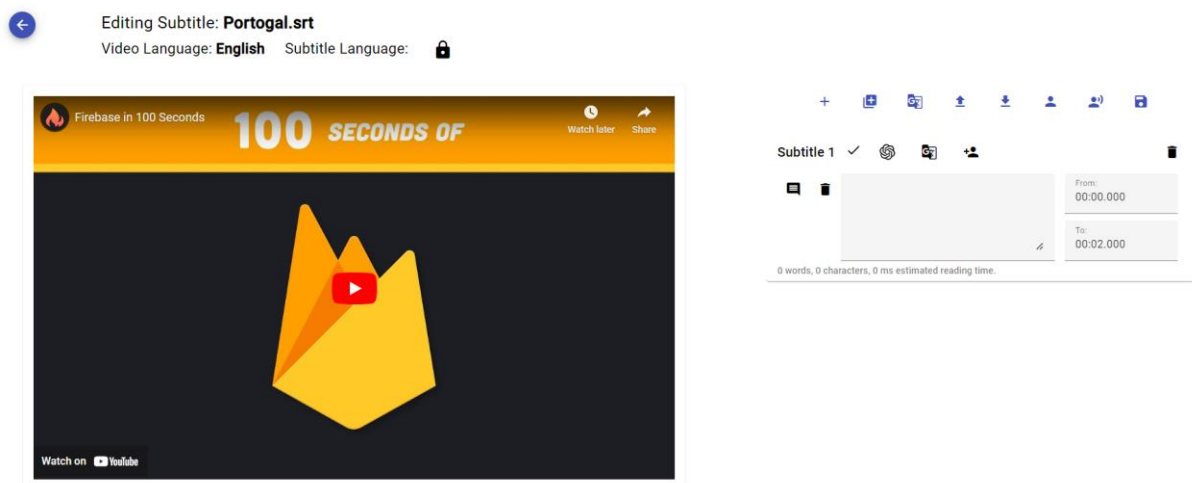 Editing Subtitle: Portogal.srt
Video Language: English Subtitle Language:
Firebase in 100 Seconds
100 SECONDS OF
Watch later
Share
Watch on YouTube
Subtitle 1
From:
00:00.000
To:
00:02.000
0 words, 0 characters, 0 ms estimated reading time.